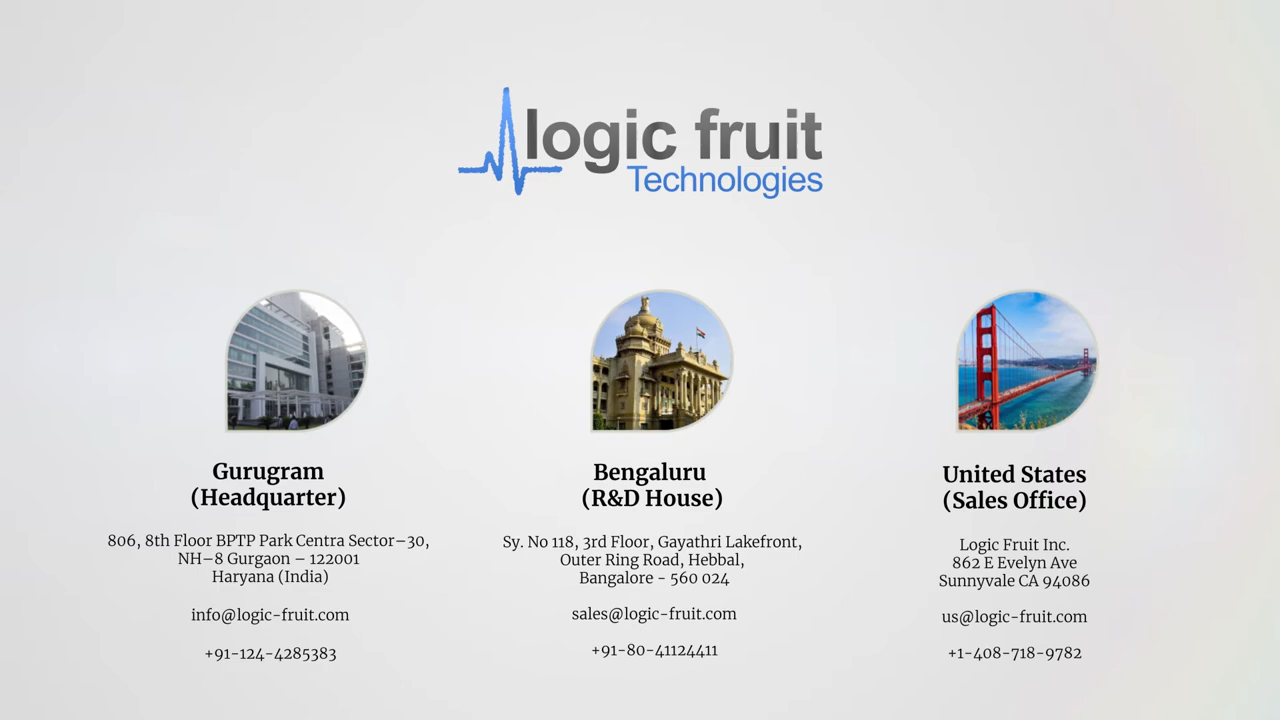 logic fruit
Technologies
Gurugram
(Headquarter)
806, 8th Floor BPTP Park Centra Sector–30,
NH–8 Gurgaon – 122001
Haryana (India)
info@logic-fruit.com
+91-124-4285383
Bengaluru
(R&D House)
Sy. No 118, 3rd Floor, Gayathri Lakefront,
Outer Ring Road, Hebbal,
Bangalore - 560 024
sales@logic-fruit.com
+91-80-41124411
United States
(Sales Office)
Logic Fruit Inc.
862 E Evelyn Ave
Sunnyvale CA 94086
us@logic-fruit.com
+1-408-718-9782